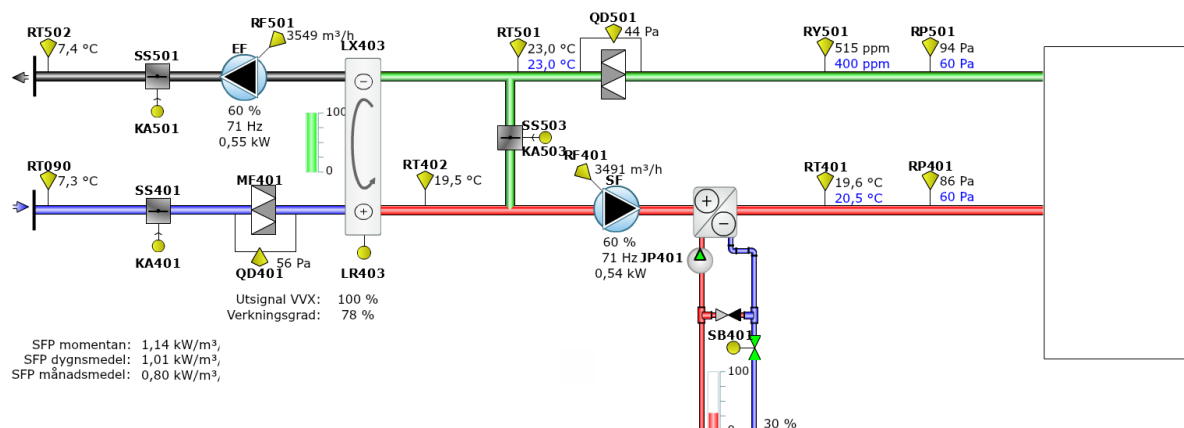 RT502
7,4 °C
SS501
KA501
EF
RF501
3549 m³/h
60 %
71 Hz
0,55 kW
LX403
100
0
RT501
23,0 °C
23,0 °C
QD501
44 Pa
RY501
515 ppm
400 ppm
RP501
94 Pa
60 Pa
SS503
KA503
RT090
7,3 °C
SS401
KA401
MF401
QD401
56 Pa
LR403
RT402
19,5 °C
RF401
3491 m³/h
SF
60 %
71 Hz
0,54 kW
JP401
RT401
19,6 °C
20,5 °C
RP401
86 Pa
60 Pa
Utsignal VVX: 100 %
Verkningsgrad: 78 %
SFP momentan: 1,14 kW/m³/
SFP dygnsmedel: 1,01 kW/m³/
SFP månadsmedel: 0,80 kW/m³/
SB401
100
0
30 %